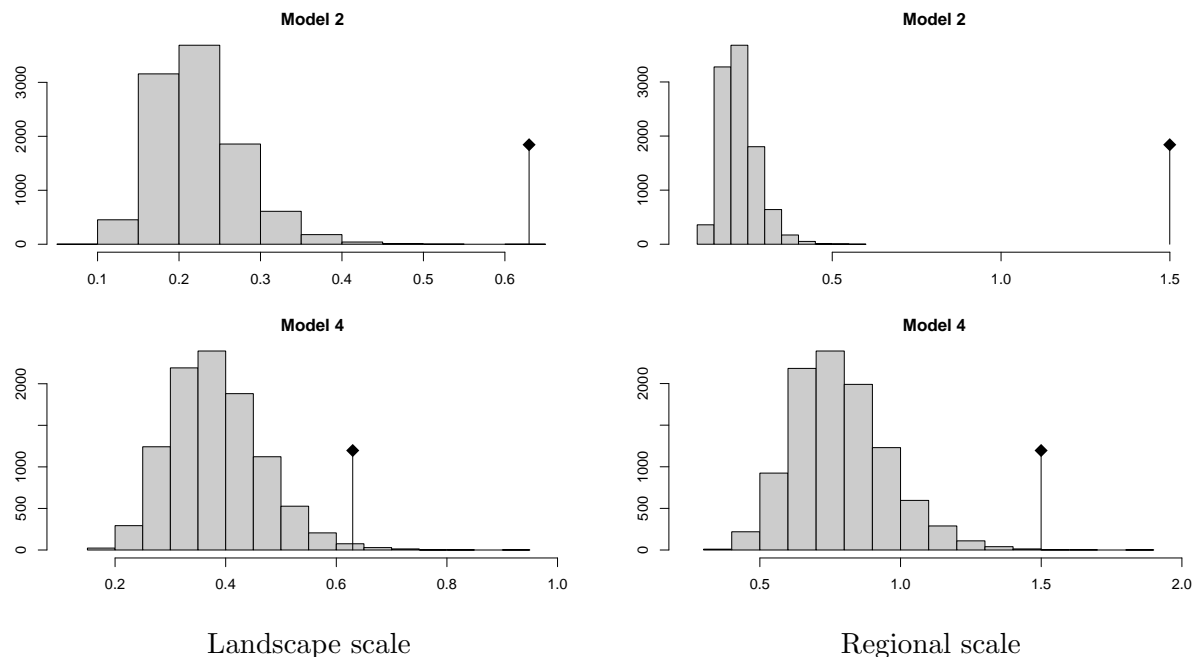 Model 2
0 1000 2000 3000
0.1 0.2 0.3 0.4 0.5 0.6
Model 2
0 1000 2000 3000
0.5 1.0 1.5
Model 4
0 500 1000 2000
0.2 0.4 0.6 0.8 1.0
Model 4
0 500 1000 2000
0.5 1.0 1.5 2.0
Landscape scale
Regional scale